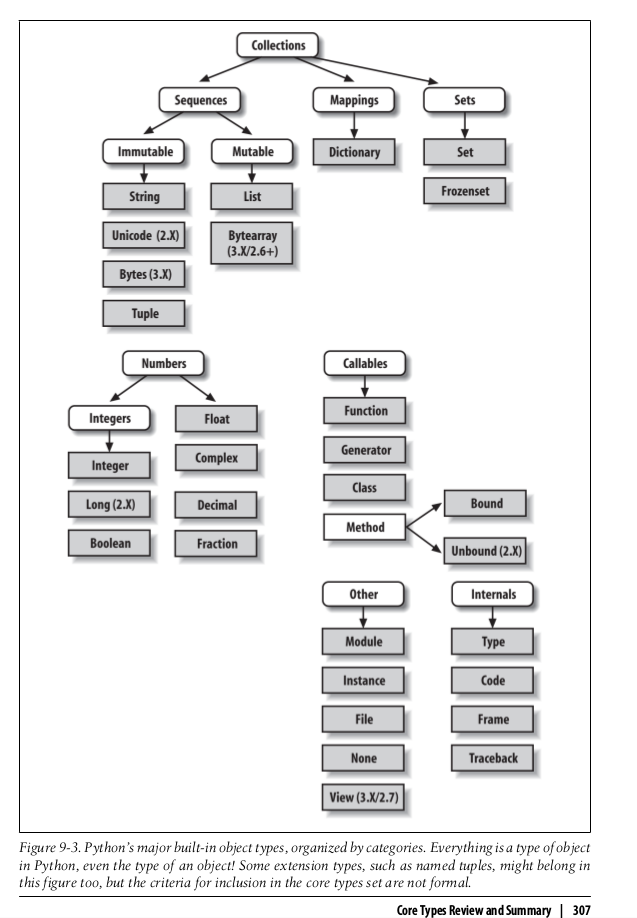 Collections
Sequences
Mappings
Sets
Immutable
Mutable
Dictionary
Set
String
List
Frozenset
Unicode (2.X)
Bytearray
(3.X/2.6+)
Bytes (3.X)
Tuple
Numbers
Integers
Float
Integer
Complex
Long (2.X)
Decimal
Boolean
Fraction
Callables
Function
Generator
Class
Method
Bound
Unbound (2.X)
Other
Module
Instance
File
None
View (3.X/2.7)
Internals
Type
Code
Frame
Traceback
Figure 9-3. Python’s major built-in object types, organized by categories. Everything is a type of object
in Python, even the type of an object! Some extension types, such as named tuples, might belong in
this figure too, but the criteria for inclusion in the core types set are not formal.
Core Types Review and Summary | 307